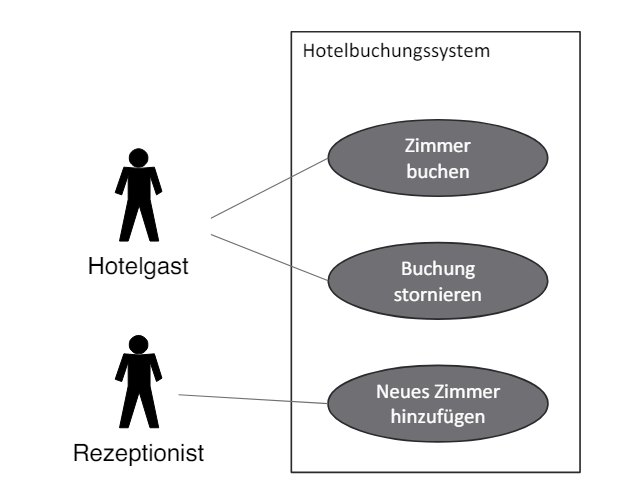 Hotelbuchungssystem
Zimmer
buchen
Hotelgast
Buchung
stornieren
Neues Zimmer
hinzufügen
Rezeptionist